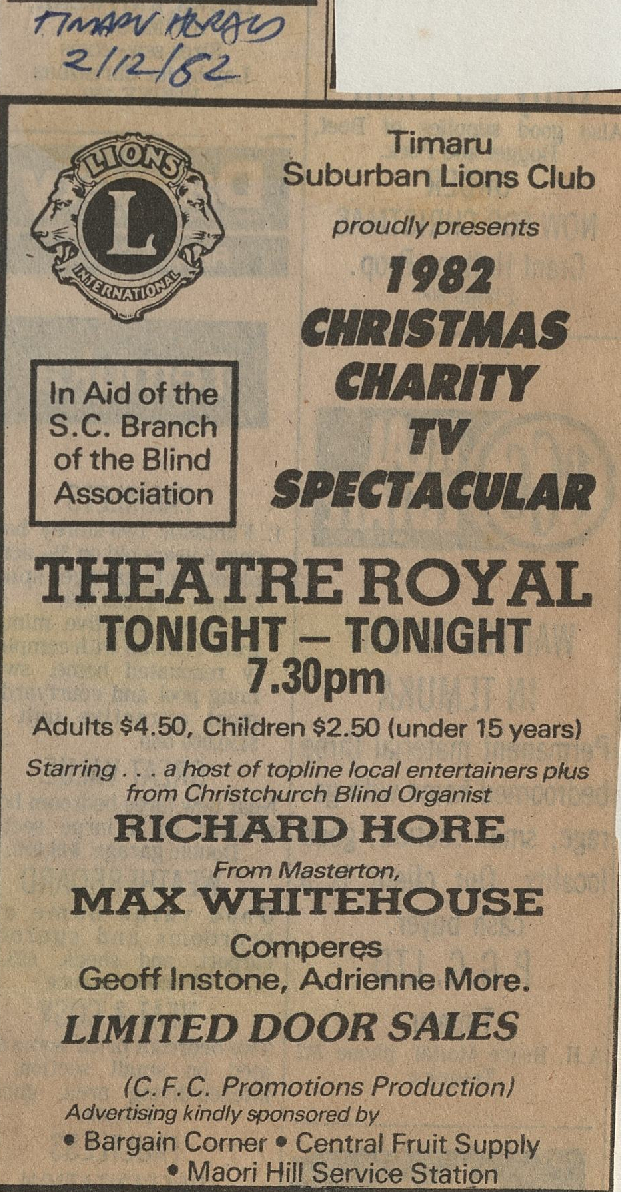 TIMARU HERALD
2/12/82
LIONS
L
INTERNATIONAL
Timaru
Suburban Lions Club
proudly presents
1982
CHRISTMAS
CHARITY
TV
SPECTACULAR
In Aid of the
S.C. Branch
of the Blind
Association
THEATRE ROYAL
TONIGHT — TONIGHT
7.30pm
Adults $4.50, Children $2.50 (under 15 years)
Starring . . . a host of topline local entertainers plus
from Christchurch Blind Organist
RICHARD HORE
From Masterton,
MAX WHITEHOUSE
Comperes
Geoff Instone, Adrienne More.
LIMITED DOOR SALES
(C.F.C. Promotions Production)
Advertising kindly sponsored by
• Bargain Corner • Central Fruit Supply
• Maori Hill Service Station